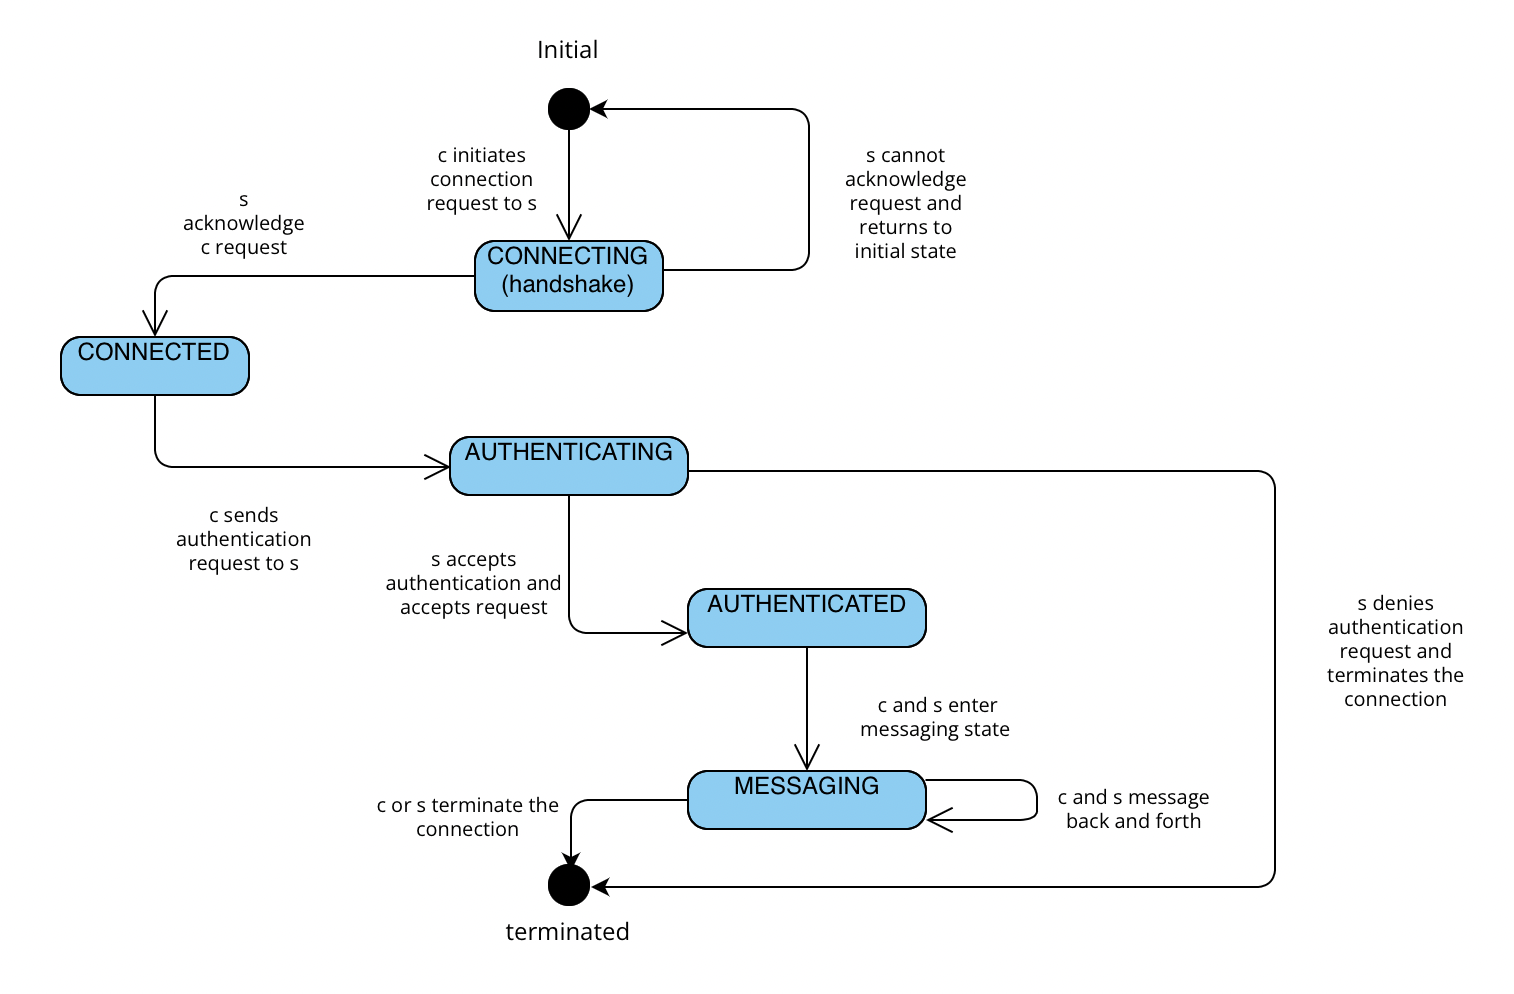 Initial
c initiates
connection
request to s
s cannot
acknowledge
request and
returns to
initial state
s
acknowledge
c request
CONNECTING
(handshake)
CONNECTED
AUTHENTICATING
c sends
authentication
request to s
s accepts
authentication and
accepts request
AUTHENTICATED
s denies
authentication
request and
terminates the
connection
c and s enter
messaging state
MESSAGING
c and s message
back and forth
c or s terminate the
connection
terminated